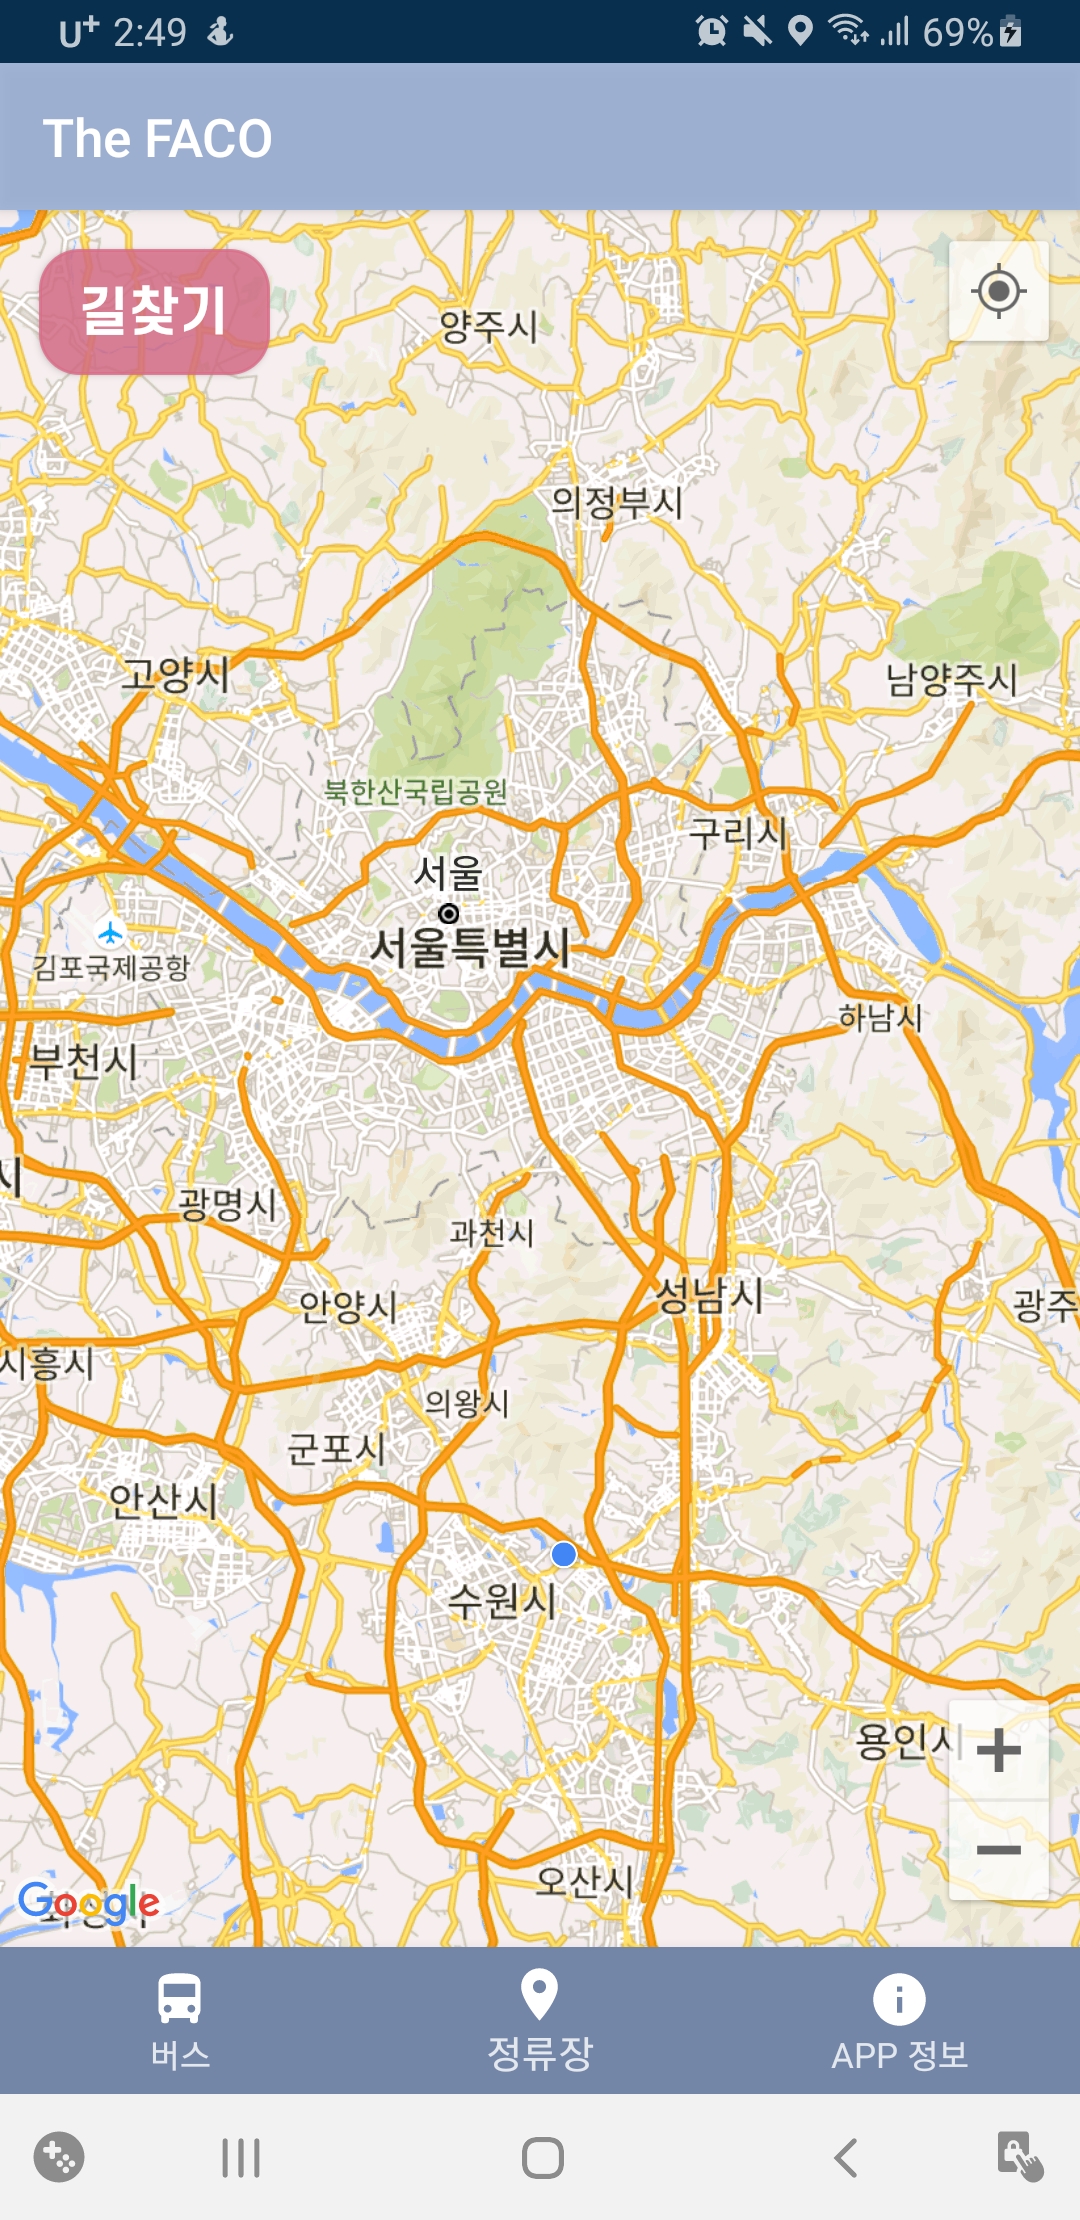 U+ 2:49 69%
The FACO
길찾기
양주시
의정부시
고양시
남양주시
북한산국립공원
구리시
서울
서울특별시
김포국제공항
하남시
부천시
시
광명시
과천시
성남시
안양시
광주
시흥시
의왕시
군포시
안산시
수원시
용인시
오산시
Google
버스
정류장
APP 정보